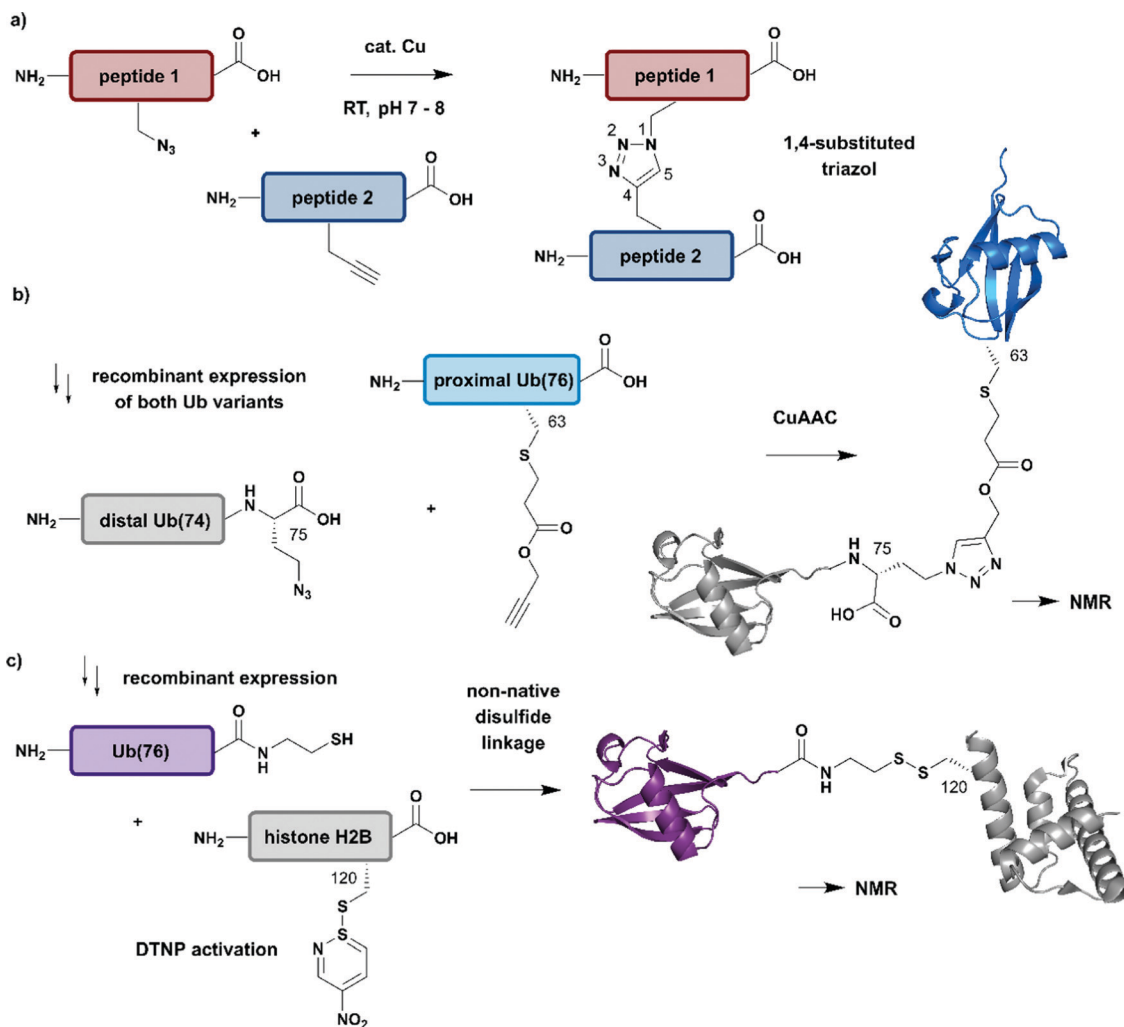 a)
NH₂
peptide 1
O
OH
N₃
+
NH₂
peptide 2
O
OH
cat. Cu
RT, pH 7 - 8
NH₂
peptide 1
O
OH
1
2 N N
3 N
5
4
NH₂
peptide 2
O
OH
1,4-substituted
triazol
b)
recombinant expression
of both Ub variants
NH₂
distal Ub(74)
H
N
O
OH
75
N₃
+
NH₂
proximal Ub(76)
O
OH
63
S
O
O
CuAAC
63
S
O
O
H
N
75
HO
O
N
N
N
NMR
c)
recombinant expression
NH₂
Ub(76)
O
N
H
SH
+
NH₂
histone H2B
O
OH
120
S
S
N
NO₂
DTNP activation
non-native
disulfide
linkage
O
N
H
S
S
120
NMR